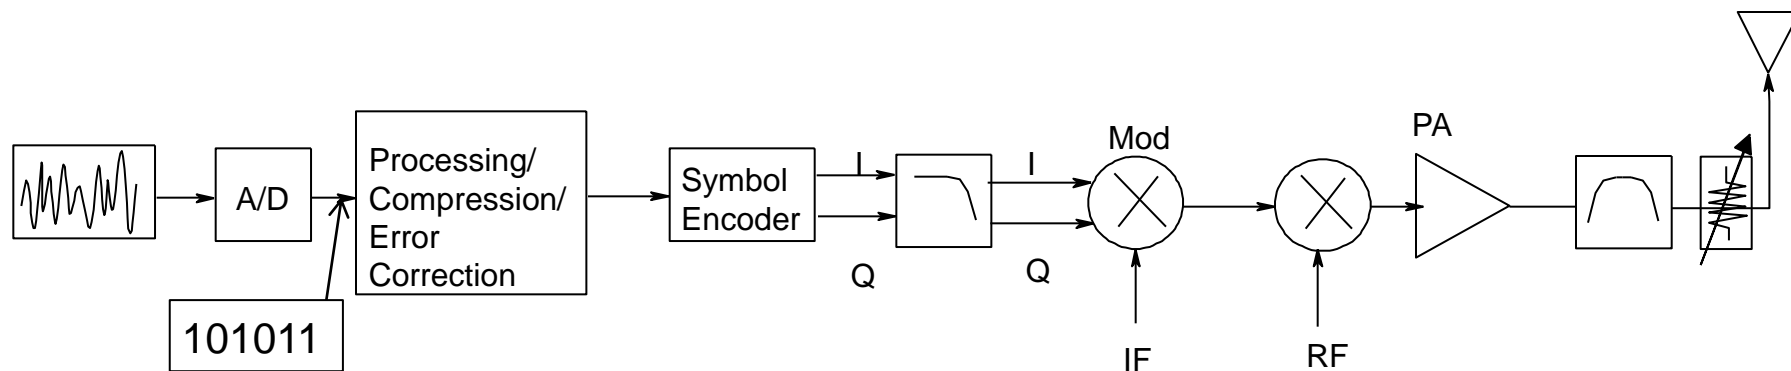 A/D
Processing/
Compression/
Error
Correction
101011
Symbol
Encoder
I
Q
I
Q
Mod
IF
RF
PA